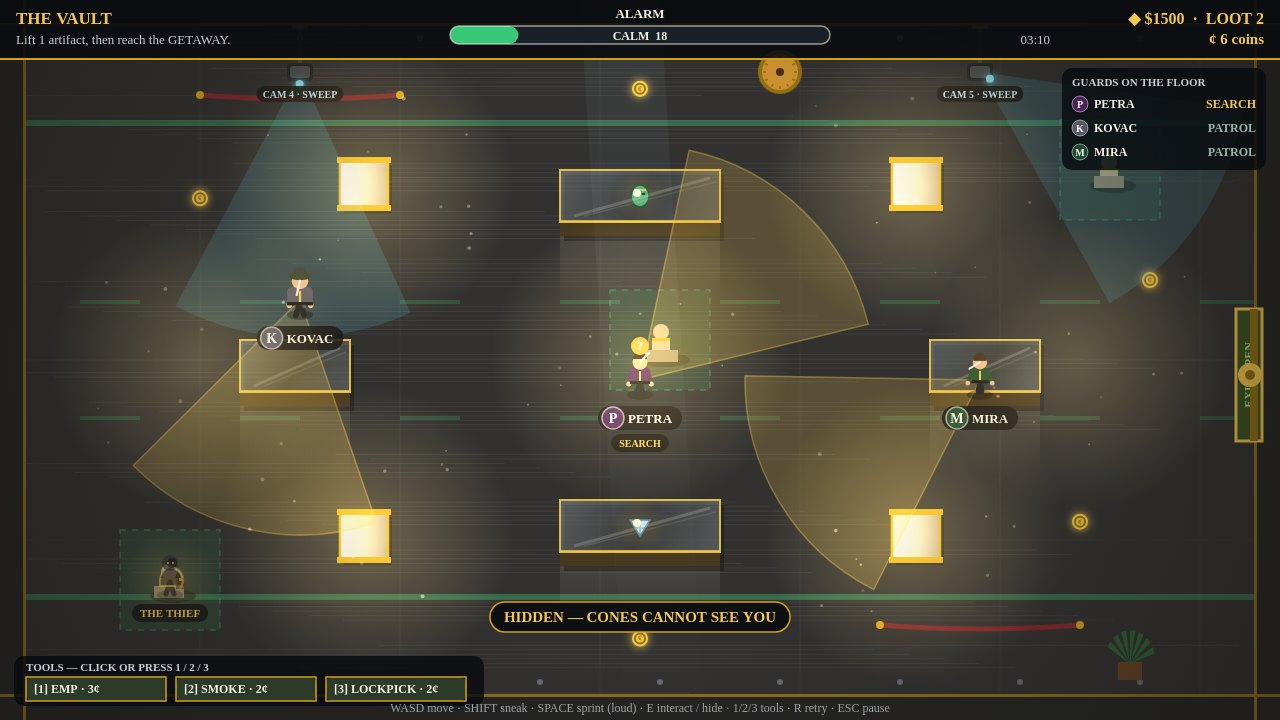 THE VAULT
Lift 1 artifact, then reach the GETAWAY.
ALARM
CALM 18
03:10
◆ $1500 · LOOT 2
¢ 6 coins
CAM 4 · SWEEP
CAM 5 · SWEEP
GUARDS ON THE FLOOR
P PETRA SEARCH
K KOVAC PATROL
M MIRA PATROL
K KOVAC
?
P PETRA
SEARCH
M MIRA
THE THIEF
HIDDEN — CONES CANNOT SEE YOU
TOOLS — CLICK OR PRESS 1 / 2 / 3
[1] EMP · 3¢
[2] SMOKE · 2¢
[3] LOCKPICK · 2¢
WASD move · SHIFT sneak · SPACE sprint (loud) · E interact / hide · 1/2/3 tools · R retry · ESC pause